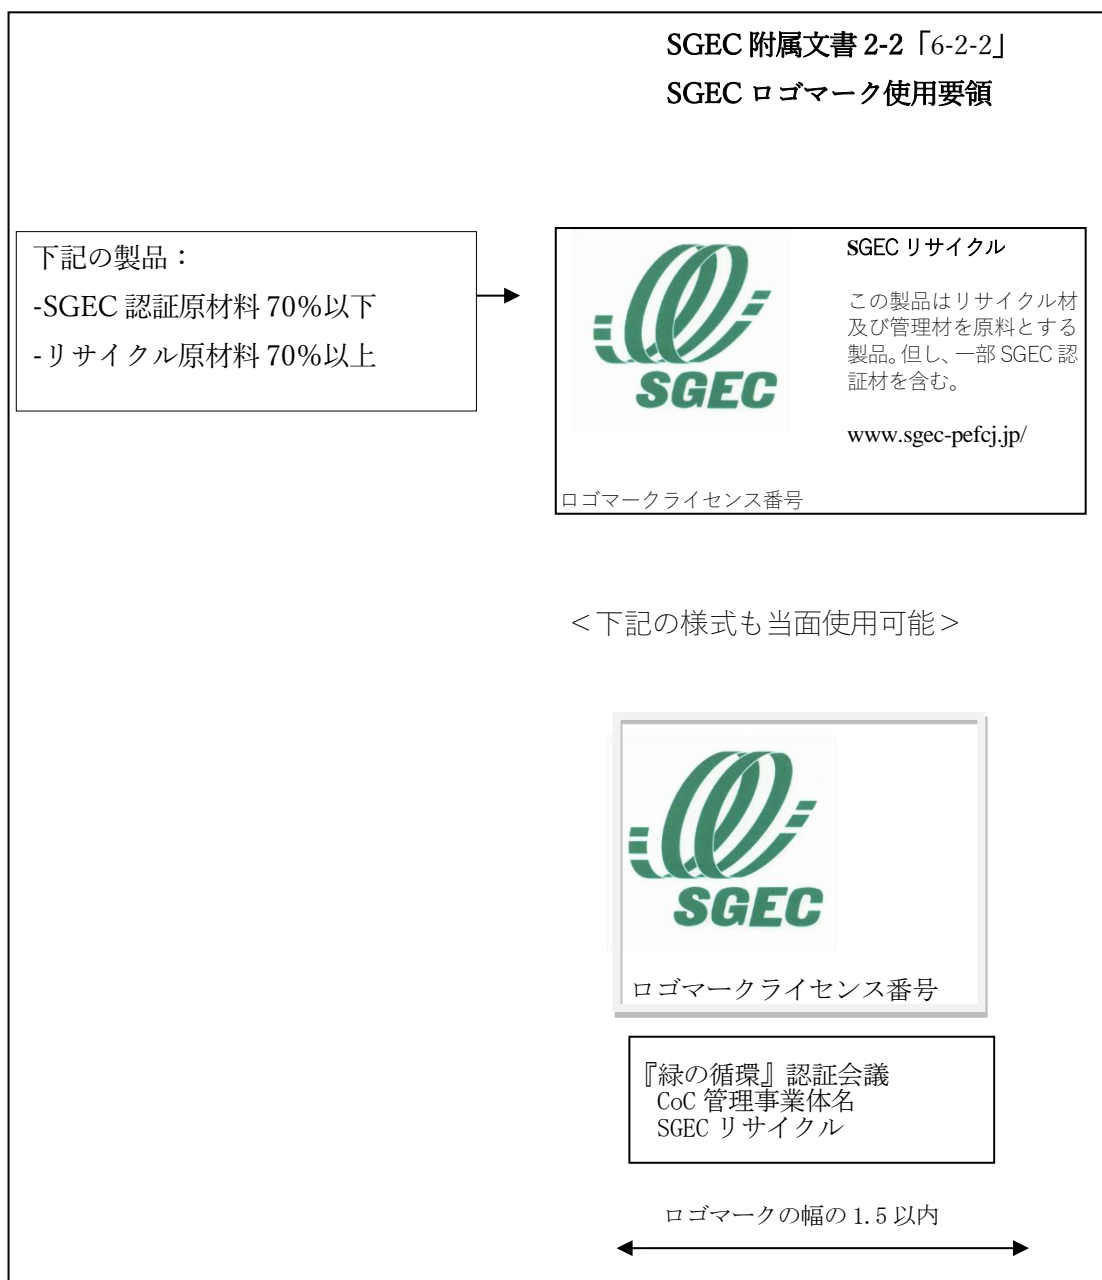 SGEC 附属文書 2-2「6-2-2」
SGEC ロゴマーク使用要領
下記の製品：
-SGEC 認証原材料 70%以下
-リサイクル原材料 70%以上
SGEC
SGEC リサイクル
この製品はリサイクル材
及び管理材を原料とする
製品。但し、一部 SGEC 認
証材を含む。
www.sgec-pefcj.jp/
ロゴマークライセンス番号
＜下記の様式も当面使用可能＞
SGEC
ロゴマークライセンス番号
『緑の循環』認証会議
CoC 管理事業体名
SGEC リサイクル
ロゴマークの幅の 1.5 以内